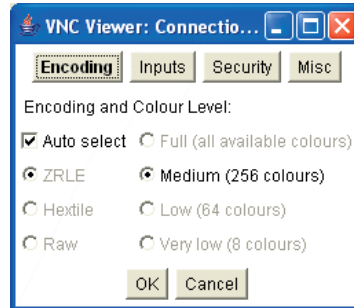 VNC Viewer: Connectio...
Encoding Inputs Security Misc
Encoding and Colour Level:
Auto select Full (all available colours)
ZRLE Medium (256 colours)
Hextile Low (64 colours)
Raw Very low (8 colours)
OK Cancel